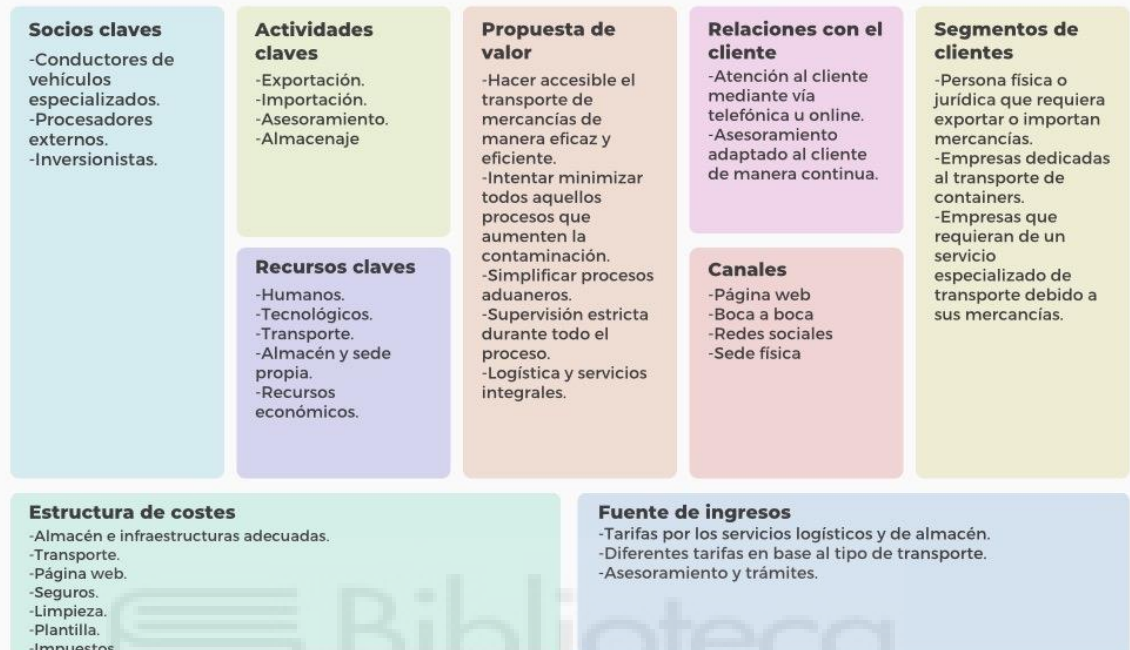 Socios claves
-Conductores de
vehículos
especializados.
-Procesadores
externos.
-Inversionistas.
Actividades
claves
-Exportación.
-Importación.
-Asesoramiento.
-Almacenaje
Recursos claves
-Humanos.
-Tecnológicos.
-Transporte.
-Almacén y sede
propia.
-Recursos
económicos.
Propuesta de
valor
-Hacer accesible el
transporte de
mercancías de
manera eficaz y
eficiente.
-Intentar minimizar
todos aquellos
procesos que
aumenten la
contaminación.
-Simplificar procesos
aduaneros.
-Supervisión estricta
durante todo el
proceso.
-Logística y servicios
integrales.
Relaciones con el
cliente
-Atención al cliente
mediante vía
telefónica u online.
-Asesoramiento
adaptado al cliente
de manera continua.
Canales
-Página web
-Boca a boca
-Redes sociales
-Sede física
Segmentos de
clientes
-Persona física o
jurídica que requiera
exportar o importan
mercancías.
-Empresas dedicadas
al transporte de
containers.
-Empresas que
requieran de un
servicio
especializado de
transporte debido a
sus mercancías.
Estructura de costes
-Almacén e infraestructuras adecuadas.
-Transporte.
-Página web.
-Seguros.
-Limpieza.
-Plantilla.
-Impuestos
Fuente de ingresos
-Tarifas por los servicios logísticos y de almacén.
-Diferentes tarifas en base al tipo de transporte.
-Asesoramiento y trámites.
Biblioteca